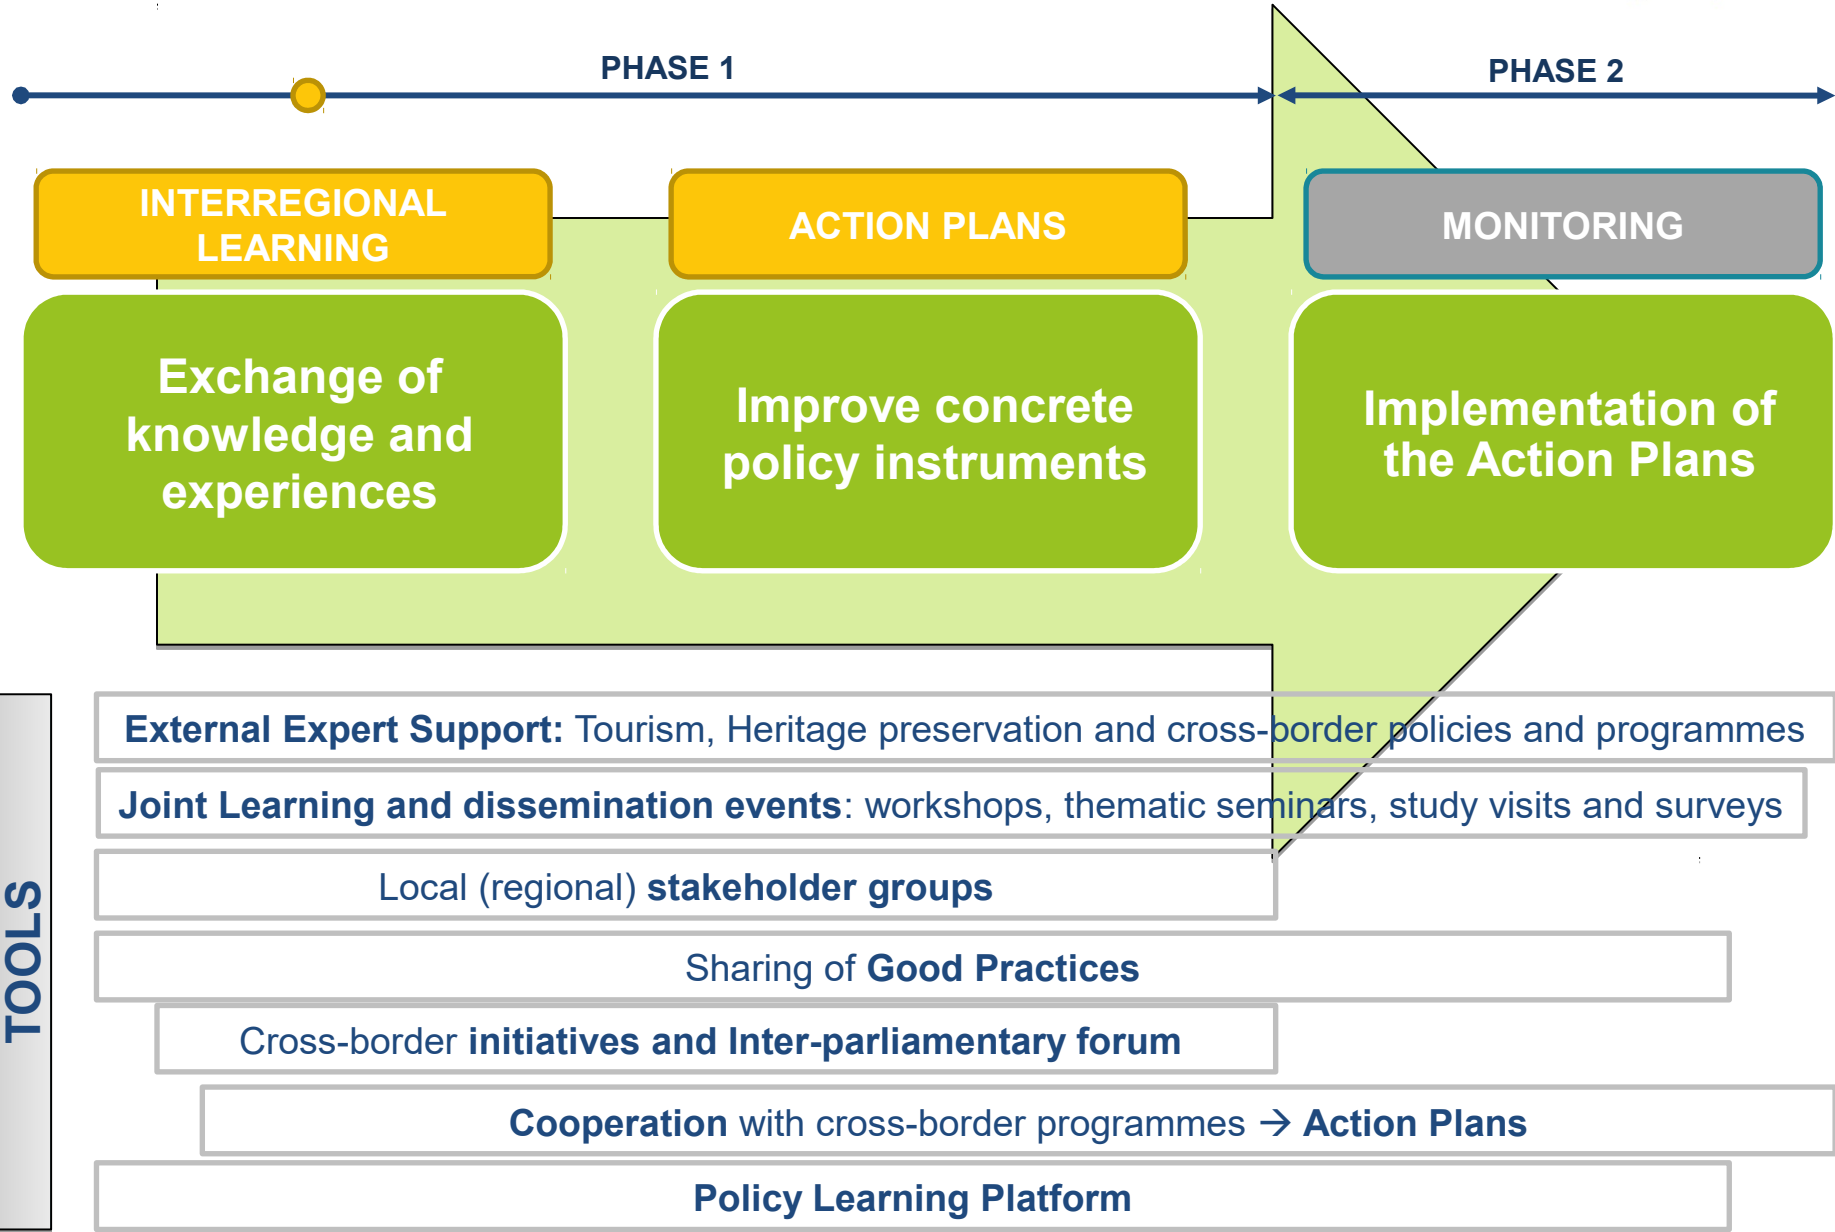 PHASE 1
PHASE 2
INTERREGIONAL
LEARNING
ACTION PLANS
MONITORING
Exchange of
knowledge and
experiences
Improve concrete
policy instruments
Implementation of
the Action Plans
TOOLS
External Expert Support: Tourism, Heritage preservation and cross-border policies and programmes
Joint Learning and dissemination events: workshops, thematic seminars, study visits and surveys
Local (regional) stakeholder groups
Sharing of Good Practices
Cross-border initiatives and Inter-parliamentary forum
Cooperation with cross-border programmes → Action Plans
Policy Learning Platform